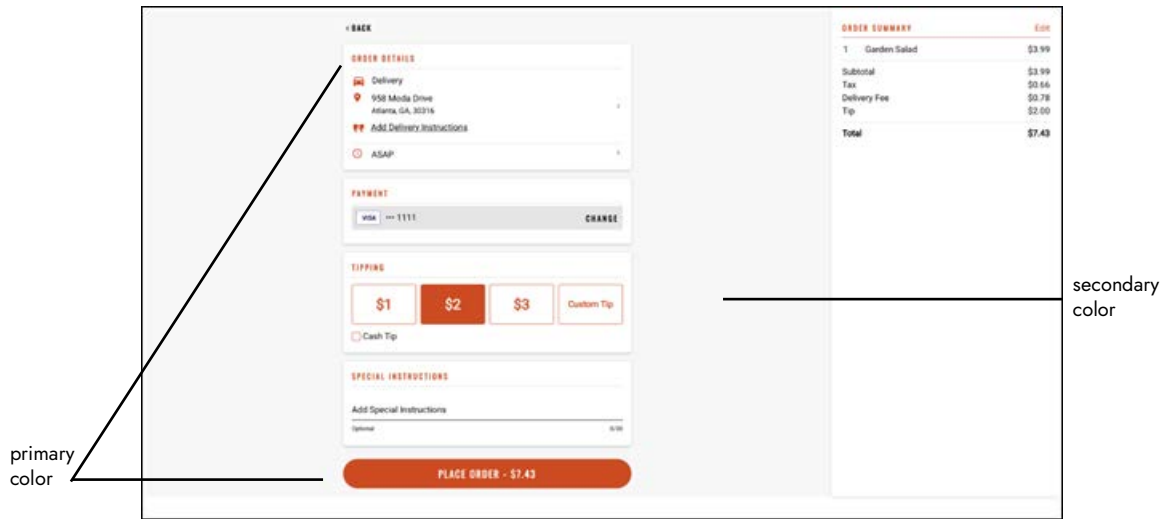 ‹ BACK
ORDER DETAILS
Delivery
958 Moda Drive
Atlanta, GA, 30316
Add Delivery Instructions
ASAP
PAYMENT
VISA ••• 1111 CHANGE
TIPPING
$1 $2 $3 Custom Tip
Cash Tip
SPECIAL INSTRUCTIONS
Add Special Instructions
Optional
PLACE ORDER - $7.43
ORDER SUMMARY Edit
1 Garden Salad $3.99
Subtotal $3.99
Tax $0.66
Delivery Fee $0.78
Tip $2.00
Total $7.43
primary
color
secondary
color